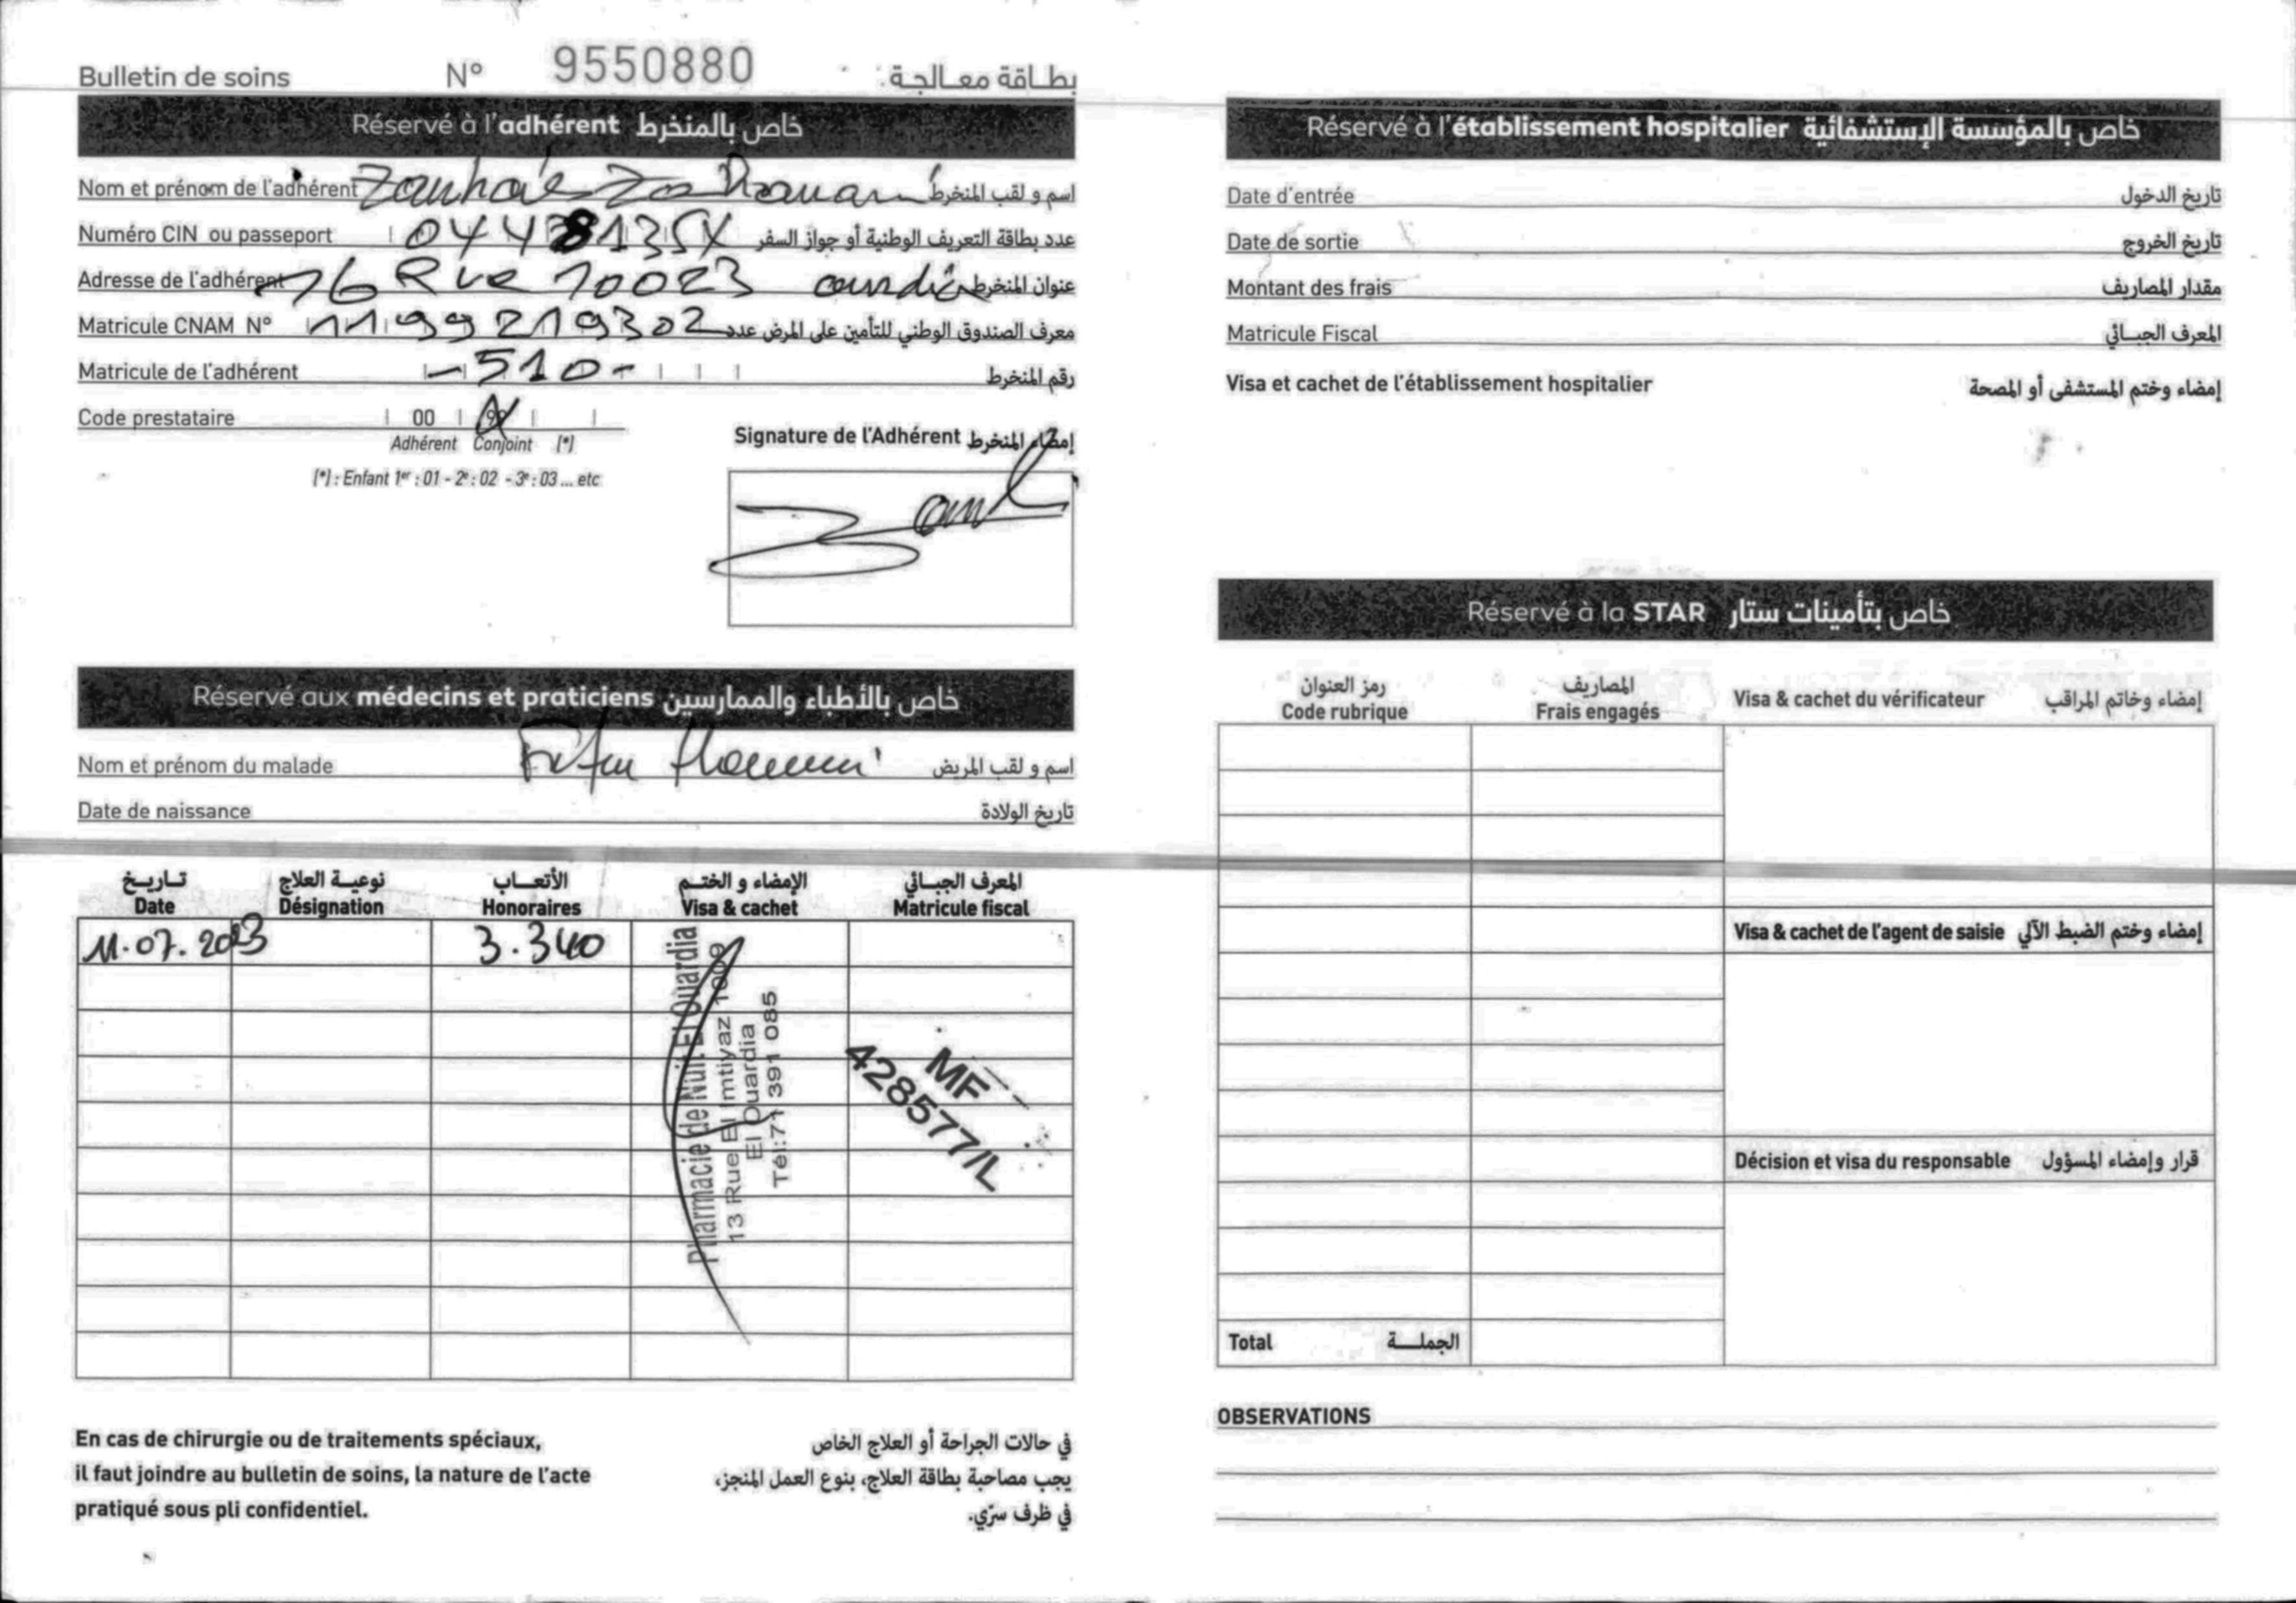 Bulletin de soins N° 9550880 بطاقة معالجة :
Réservé à l'adhérent خاص بالمنخرط
Nom et prénom de l'adhérent اسم و لقب المنخرط
Numéro CIN ou passeport عدد بطاقة التعريف الوطنية أو جواز السفر
Adresse de l'adhérent 76 Rue 10023 عنوان المنخرط
Matricule CNAM N° 11999219302 معرف الصندوق الوطني للتأمين على المرض عدد
Matricule de l'adhérent -510- رقم المنخرط
Code prestataire 00
Adhérent Conjoint (*)
(*) : Enfant 1er : 01 - 2e : 02 - 3e : 03 ... etc
Signature de l'Adhérent إمضاء المنخرط
Réservé aux médecins et praticiens خاص بالأطباء والممارسين
Nom et prénom du malade اسم و لقب المريض
Date de naissance تاريخ الولادة
تاريخ نوعية العلاج الأتعاب الإمضاء و الختم المعرف الجبائي
Date Désignation Honoraires Visa & cachet Matricule fiscal
11.07.2023 3.340
Pharmacie de Nuit El Ouardia
13 Rue El Imtiyaz 1009
El Ouardia
Tél:71 391 085
MF
428577/L
En cas de chirurgie ou de traitements spéciaux,
il faut joindre au bulletin de soins, la nature de l'acte
pratiqué sous pli confidentiel.
في حالات الجراحة أو العلاج الخاص
يجب مصاحبة بطاقة العلاج، بنوع العمل المنجز،
في ظرف سرّي.
Réservé à l'établissement hospitalier خاص بالمؤسسة الإستشفائية
Date d'entrée تاريخ الدخول
Date de sortie تاريخ الخروج
Montant des frais مقدار المصاريف
Matricule Fiscal المعرف الجبائي
Visa et cachet de l'établissement hospitalier إمضاء وختم المستشفى أو المصحة
Réservé à la STAR خاص بتأمينات ستار
رمز العنوان المصاريف
Code rubrique Frais engagés Visa & cachet du vérificateur إمضاء وخاتم المراقب
Visa & cachet de l'agent de saisie إمضاء وختم الضبط الآلي
Décision et visa du responsable قرار وإمضاء المسؤول
Total الجملة
OBSERVATIONS